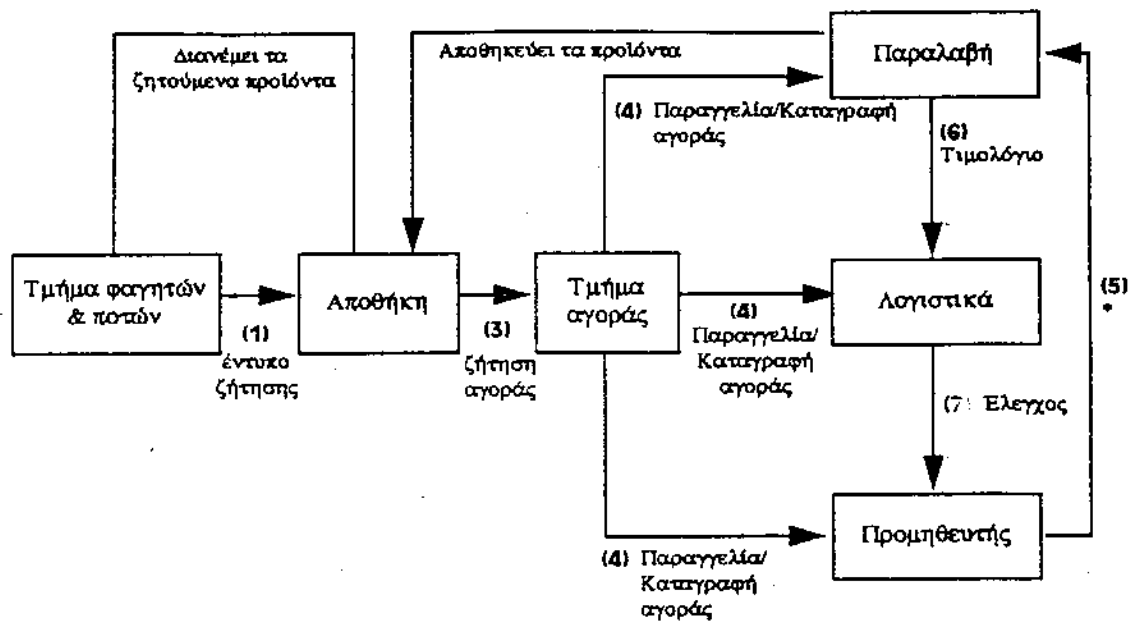 Διανέμει τα
ζητούμενα προϊόντα
Αποθηκεύει τα προϊόντα
Παραλαβή
(4) Παραγγελία/Καταγραφή
αγοράς
(6)
Τιμολόγιο
Τμήμα φαγητών
& ποτών
(1)
έντυπο
ζήτησης
Αποθήκη
(3)
ζήτηση
αγοράς
Τμήμα
αγοράς
(4)
Παραγγελία/
Καταγραφή
αγοράς
Λογιστικά
(5)
*
(7) Έλεγχος
Προμηθευτής
(4) Παραγγελία/
Καταγραφή
αγοράς